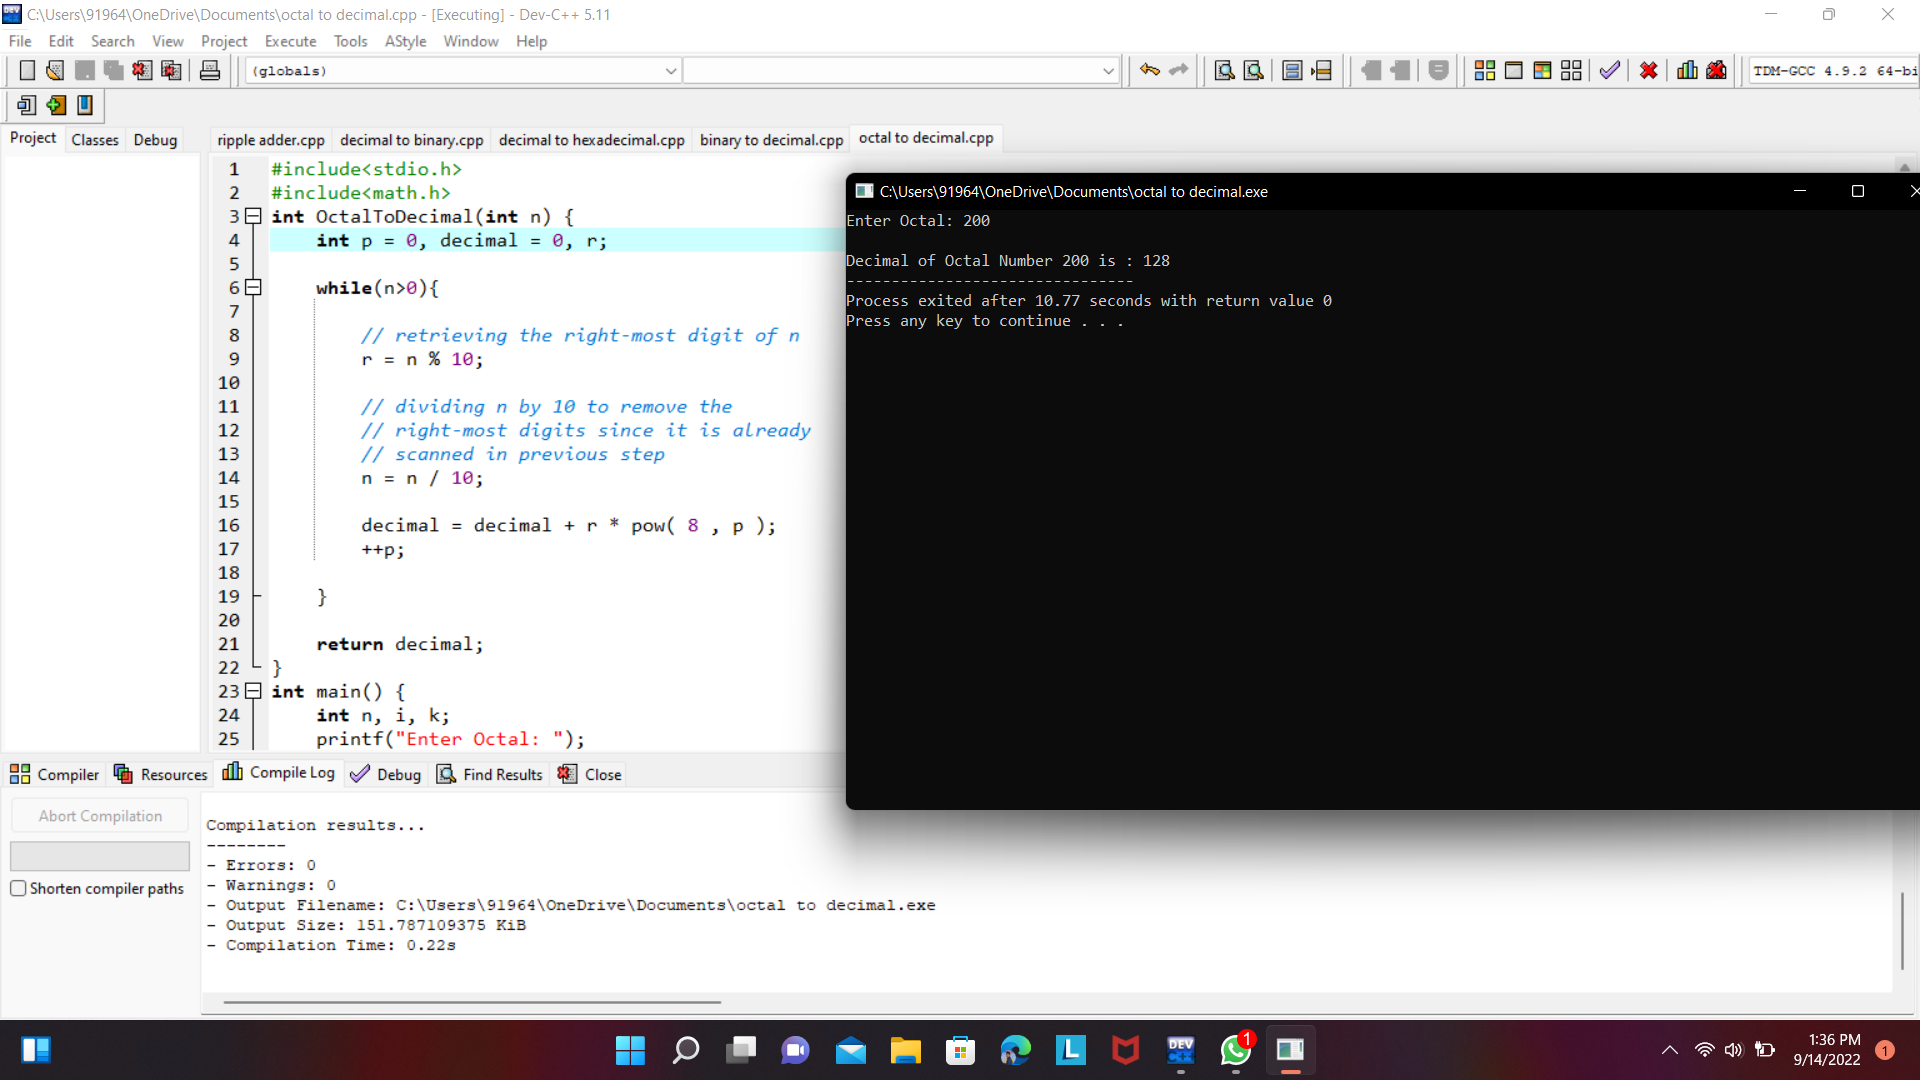 C:\Users\91964\OneDrive\Documents\octal to decimal.cpp - [Executing] - Dev-C++ 5.11
File Edit Search View Project Execute Tools AStyle Window Help
(globals)
TDM-GCC 4.9.2 64-bi
Project Classes Debug
ripple adder.cpp decimal to binary.cpp decimal to hexadecimal.cpp binary to decimal.cpp octal to decimal.cpp
1 #include<stdio.h>
2 #include<math.h>
3 int OctalToDecimal(int n) {
4 int p = 0, decimal = 0, r;
5
6 while(n>0){
7
8 // retrieving the right-most digit of n
9 r = n % 10;
10
11 // dividing n by 10 to remove the
12 // right-most digits since it is already
13 // scanned in previous step
14 n = n / 10;
15
16 decimal = decimal + r * pow( 8 , p );
17 ++p;
18
19 }
20
21 return decimal;
22 }
23 int main() {
24 int n, i, k;
25 printf("Enter Octal: ");
C:\Users\91964\OneDrive\Documents\octal to decimal.exe
Enter Octal: 200
Decimal of Octal Number 200 is : 128
--------------------------------
Process exited after 10.77 seconds with return value 0
Press any key to continue . . .
Compiler Resources Compile Log Debug Find Results Close
Abort Compilation
Shorten compiler paths
Compilation results...
--------
- Errors: 0
- Warnings: 0
- Output Filename: C:\Users\91964\OneDrive\Documents\octal to decimal.exe
- Output Size: 151.787109375 KiB
- Compilation Time: 0.22s
L
DEV
C++
1
1:36 PM
9/14/2022
1